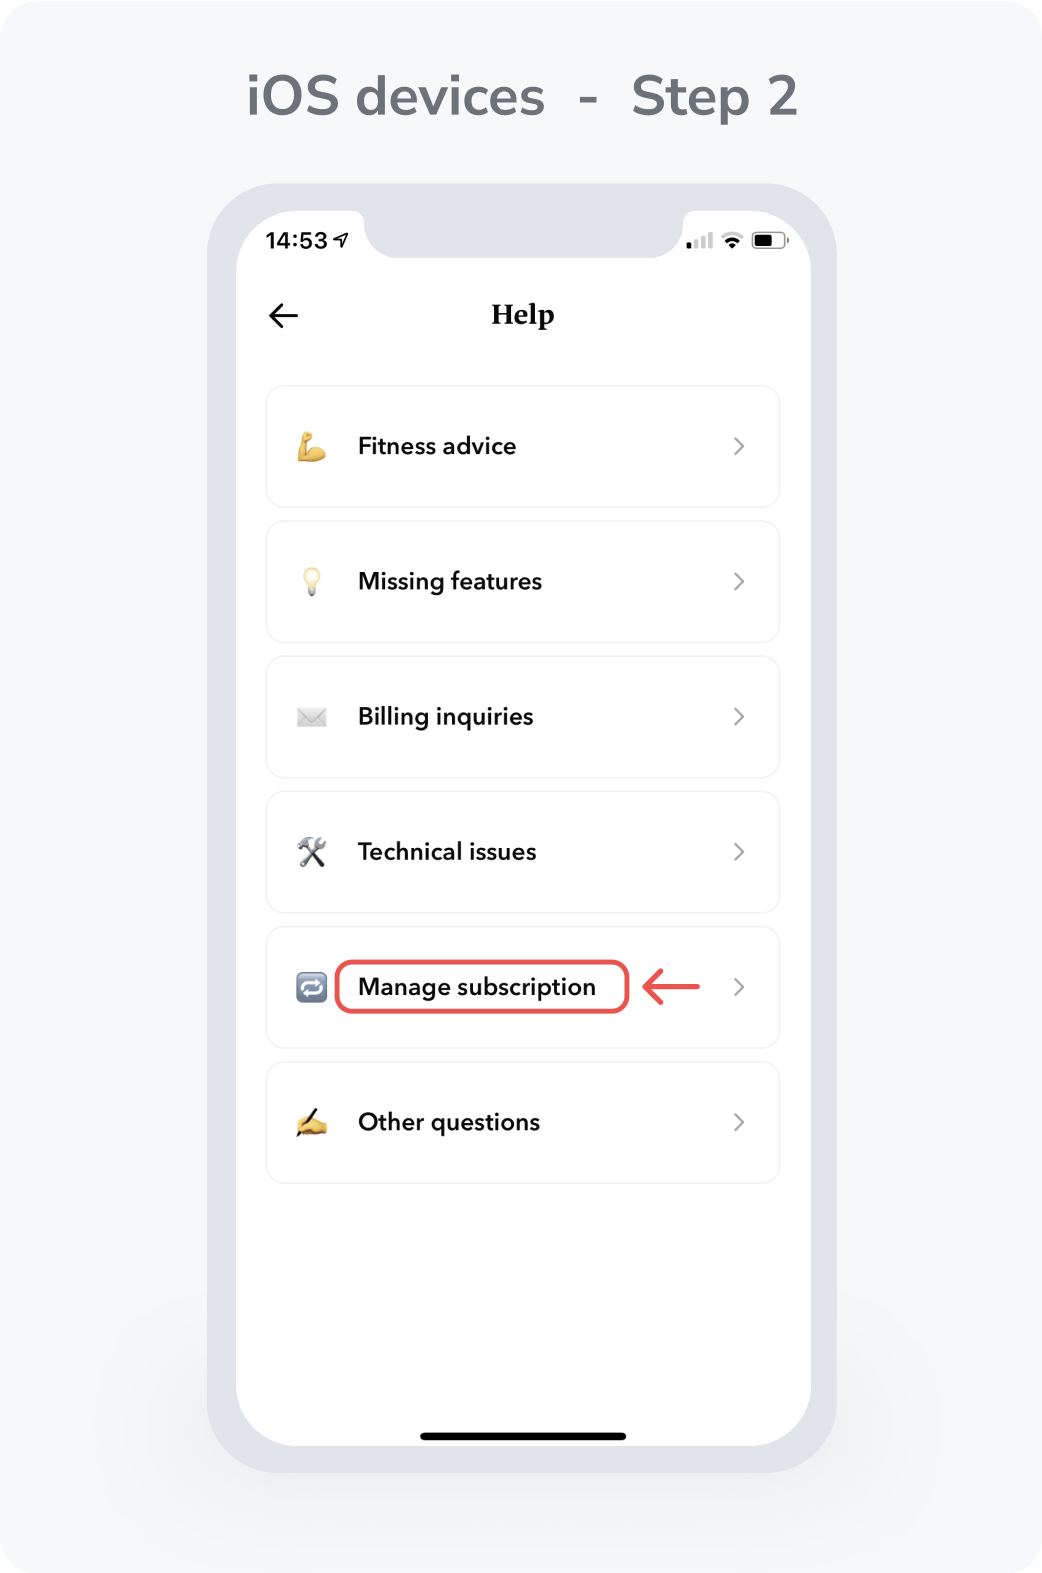 iOS devices - Step 2
14:53
Help
Fitness advice
Missing features
Billing inquiries
Technical issues
Manage subscription
Other questions